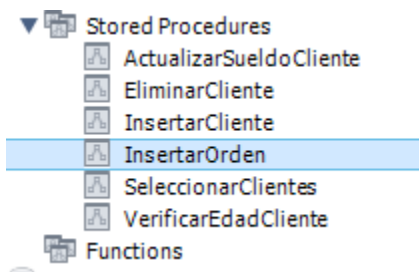 Stored Procedures
ActualizarSueldoCliente
EliminarCliente
InsertarCliente
InsertarOrden
SeleccionarClientes
VerificarEdadCliente
Functions